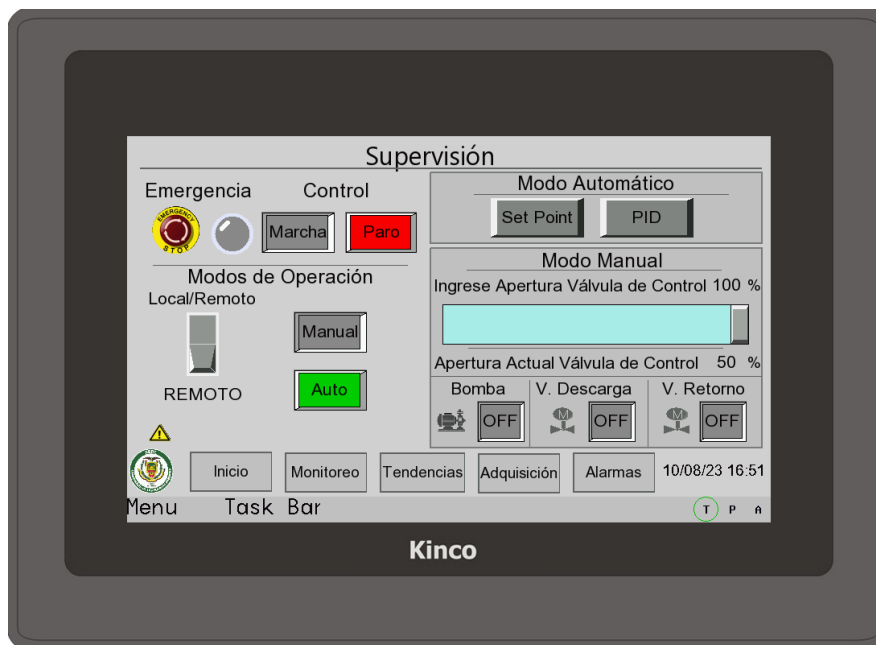 Supervisión
Emergencia
Control
EMERGENCY
STOP
Marcha
Paro
Modos de Operación
Local/Remoto
Manual
REMOTO
Auto
Modo Automático
Set Point
PID
Modo Manual
Ingrese Apertura Válvula de Control 100 %
Apertura Actual Válvula de Control 50 %
Bomba
V. Descarga
V. Retorno
OFF
M
OFF
M
OFF
Inicio
Monitoreo
Tendencias
Adquisición
Alarmas
10/08/23 16:51
Menu
Task Bar
T P A
Kinco